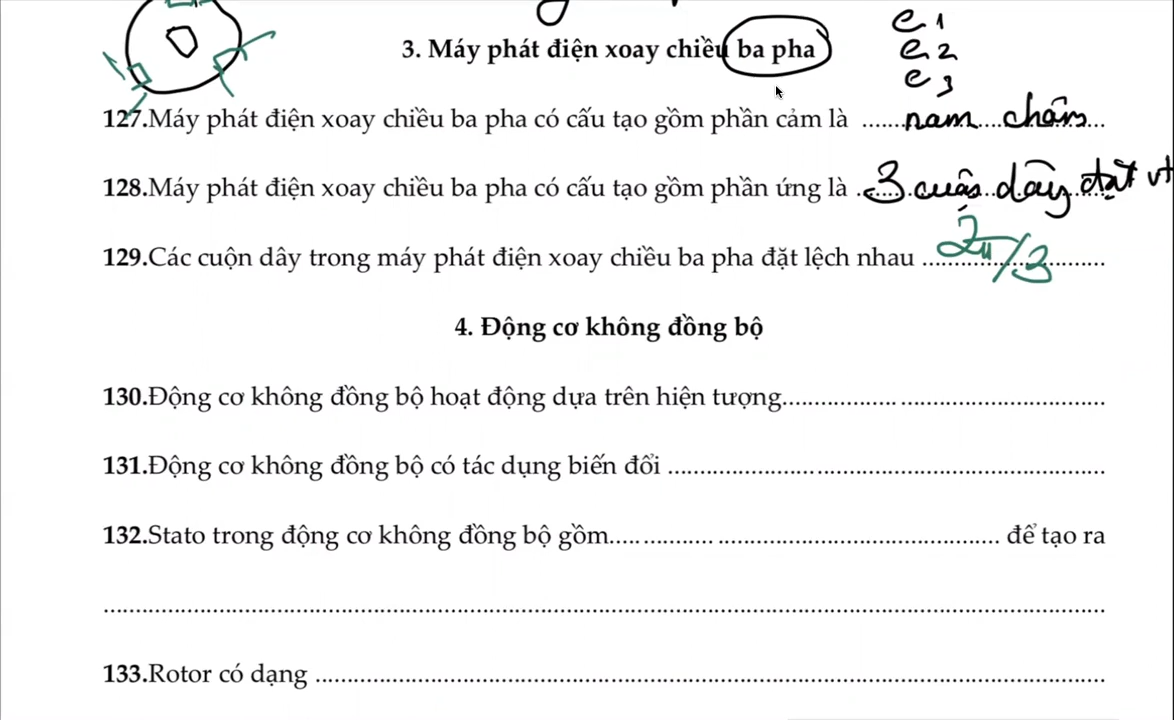 e1
3. Máy phát điện xoay chiều ba pha
e2
e3
127.Máy phát điện xoay chiều ba pha có cấu tạo gồm phần cảm là ......nam châm...
128.Máy phát điện xoay chiều ba pha có cấu tạo gồm phần ứng là ...3 cuộn dây đặt
129.Các cuộn dây trong máy phát điện xoay chiều ba pha đặt lệch nhau ......2π/3......
4. Động cơ không đồng bộ
130.Động cơ không đồng bộ hoạt động dựa trên hiện tượng..................................................
131.Động cơ không đồng bộ có tác dụng biến đổi ....................................................................
132.Stato trong động cơ không đồng bộ gồm............................................................. để tạo ra
............................................................................................................................................................
133.Rotor có dạng ..........................................................................................................................